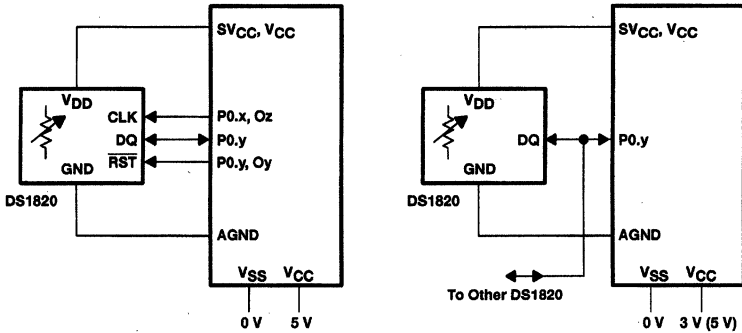 SVCC, VCC
VDD
CLK
P0.x, Oz
DQ
P0.y
RST
P0.y, Oy
GND
DS1820
AGND
VSS
VCC
0 V
5 V
SVCC, VCC
VDD
DQ
P0.y
GND
DS1820
AGND
To Other DS1820
VSS
VCC
0 V
3 V (5 V)